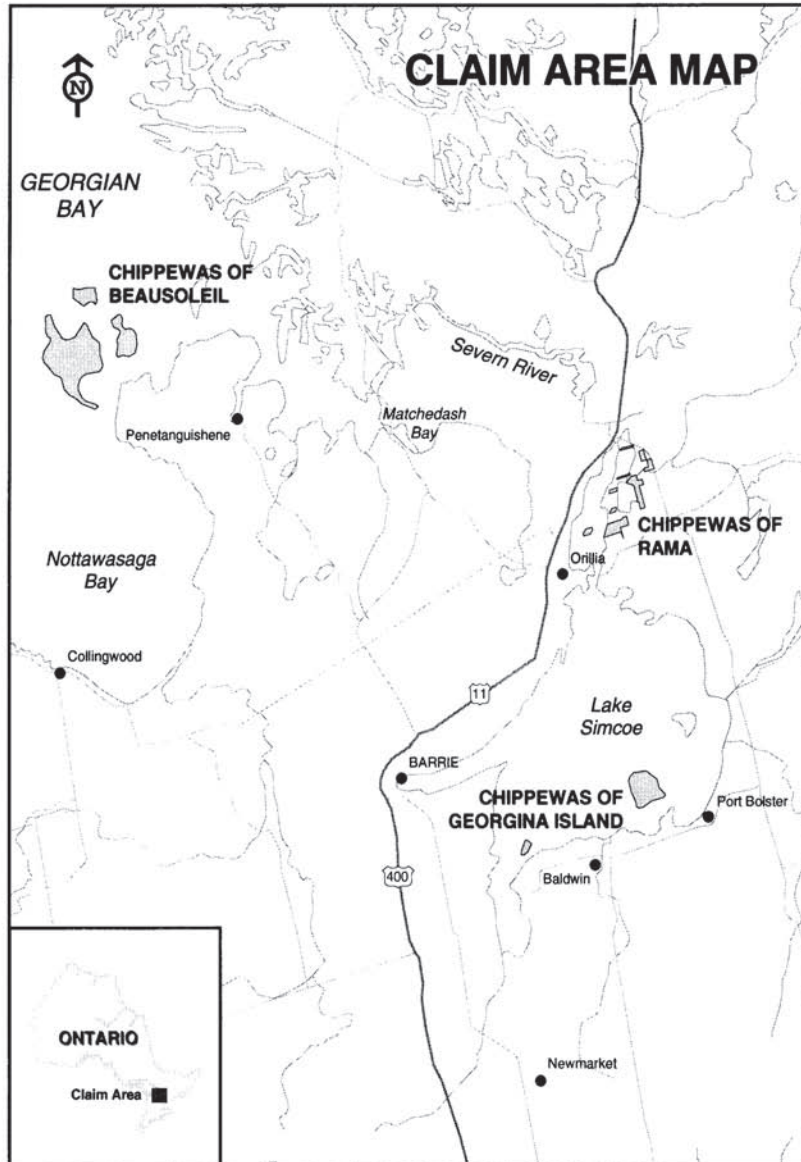 CLAIM AREA MAP
N
GEORGIAN
BAY
CHIPPEWAS OF
BEAUSOLEIL
Severn River
Penetanguishene
Matchedash
Bay
CHIPPEWAS OF
RAMA
Nottawasaga
Bay
Orillia
Collingwood
11
Lake
Simcoe
BARRIE
CHIPPEWAS OF
GEORGINA ISLAND
Port Bolster
400
Baldwin
ONTARIO
Claim Area
Newmarket